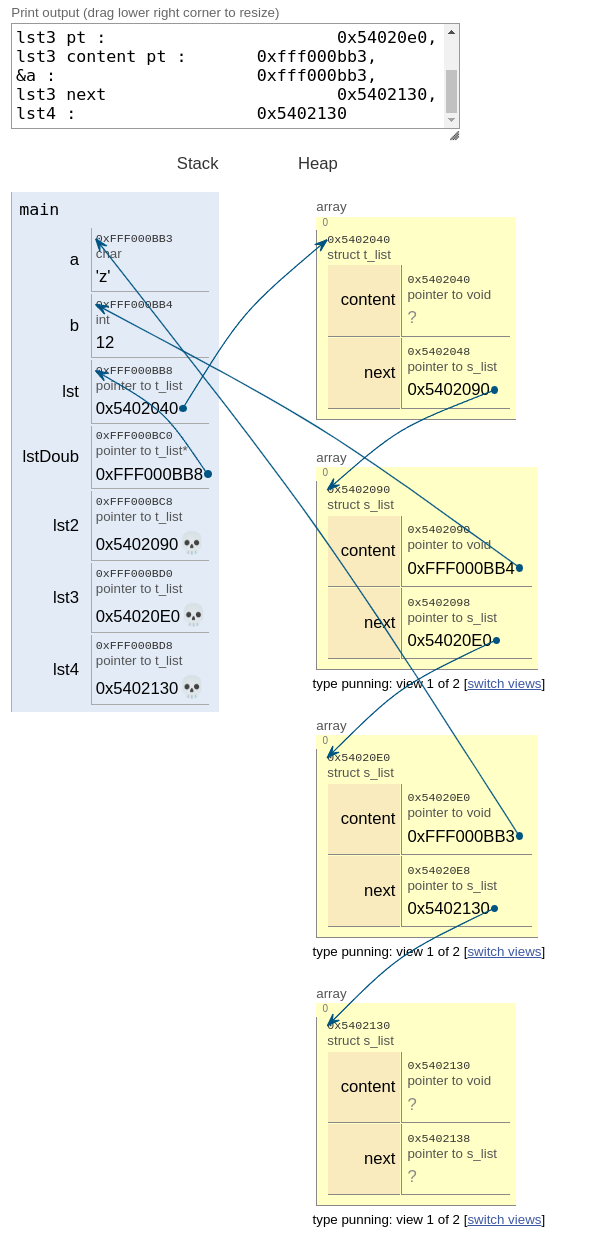 Print output (drag lower right corner to resize)
lst3 pt : 0x54020e0,
lst3 content pt : 0xfff000bb3,
&a : 0xfff000bb3,
lst3 next 0x5402130,
lst4 : 0x5402130
Stack Heap
main
a
0xFFF000BB3
char
'z'
b
0xFFF000BB4
int
12
lst
0xFFF000BB8
pointer to t_list
0x5402040
lstDoub
0xFFF000BC0
pointer to t_list*
0xFFF000BB8
lst2
0xFFF000BC8
pointer to t_list
0x5402090
lst3
0xFFF000BD0
pointer to t_list
0x54020E0
lst4
0xFFF000BD8
pointer to t_list
0x5402130
array
0
0x5402040
struct t_list
content
0x5402040
pointer to void
?
next
0x5402048
pointer to s_list
0x5402090
array
0
0x5402090
struct s_list
content
0x5402090
pointer to void
0xFFF000BB4
next
0x5402098
pointer to s_list
0x54020E0
type punning: view 1 of 2 [switch views]
array
0
0x54020E0
struct s_list
content
0x54020E0
pointer to void
0xFFF000BB3
next
0x54020E8
pointer to s_list
0x5402130
type punning: view 1 of 2 [switch views]
array
0
0x5402130
struct s_list
content
0x5402130
pointer to void
?
next
0x5402138
pointer to s_list
?
type punning: view 1 of 2 [switch views]